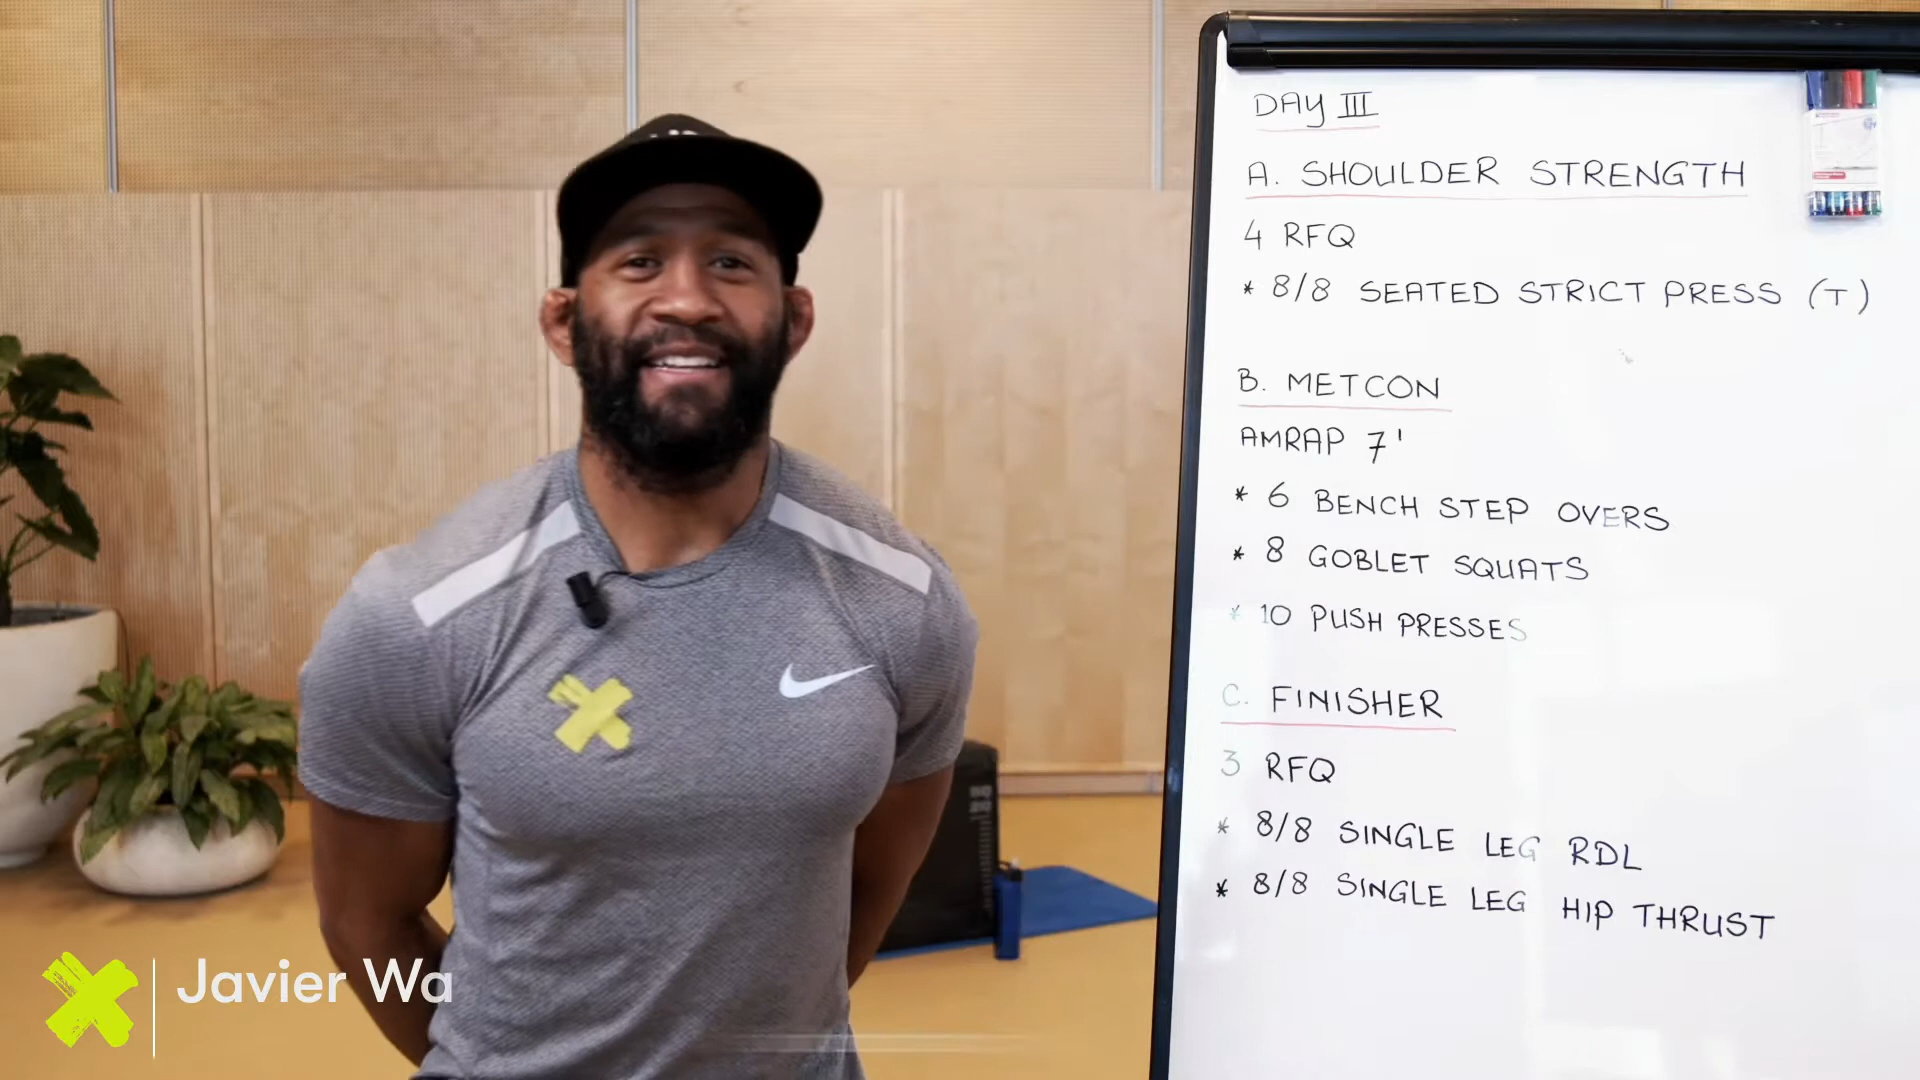 DAY III
A. SHOULDER STRENGTH
4 RFQ
* 8/8 SEATED STRICT PRESS (T)
B. METCON
AMRAP 7'
* 6 BENCH STEP OVERS
* 8 GOBLET SQUATS
* 10 PUSH PRESSES
C. FINISHER
3 RFQ
* 8/8 SINGLE LEG RDL
* 8/8 SINGLE LEG HIP THRUST
Javier Wa